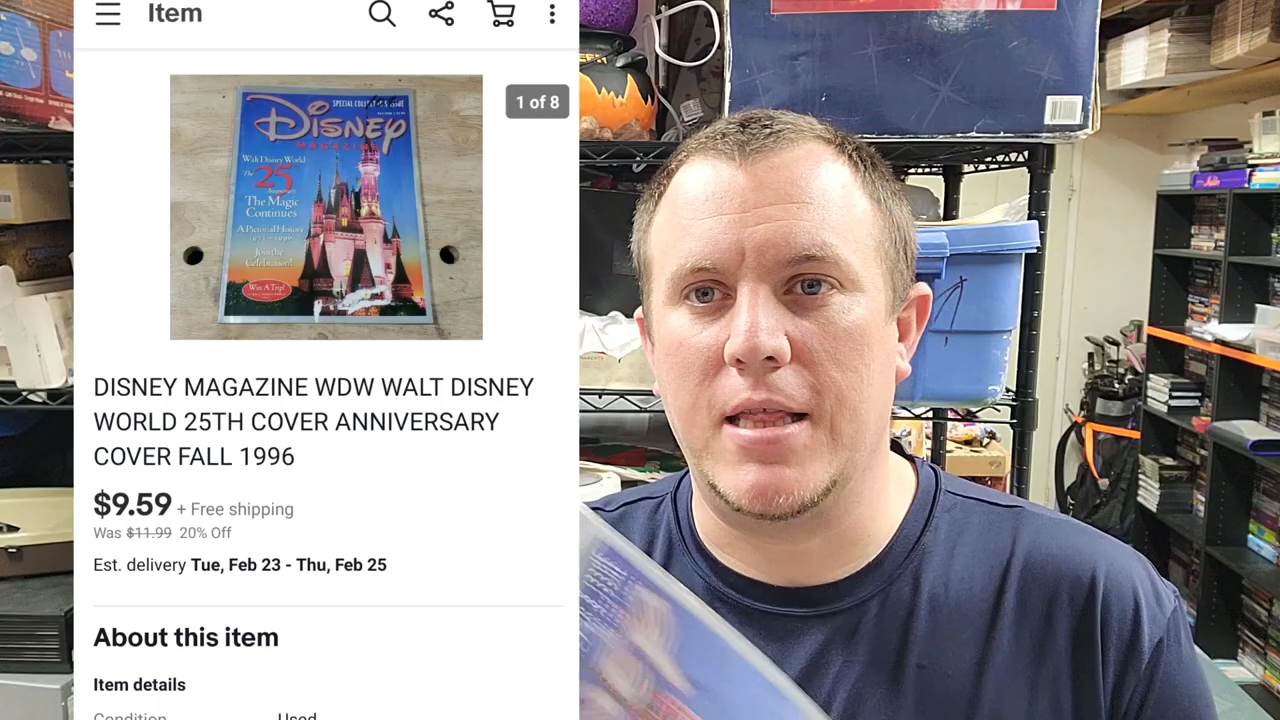 Item
1 of 8
SPECIAL COLLECTOR'S ISSUE
Disney
MAGAZINE
Walt Disney World
The 25
The Magic
Continues
A Pictorial History
Join the
Celebration!
Win A Trip!
DISNEY MAGAZINE WDW WALT DISNEY
WORLD 25TH COVER ANNIVERSARY
COVER FALL 1996
$9.59 + Free shipping
Was $11.99 20% Off
Est. delivery Tue, Feb 23 - Thu, Feb 25
About this item
Item details
Condition Used